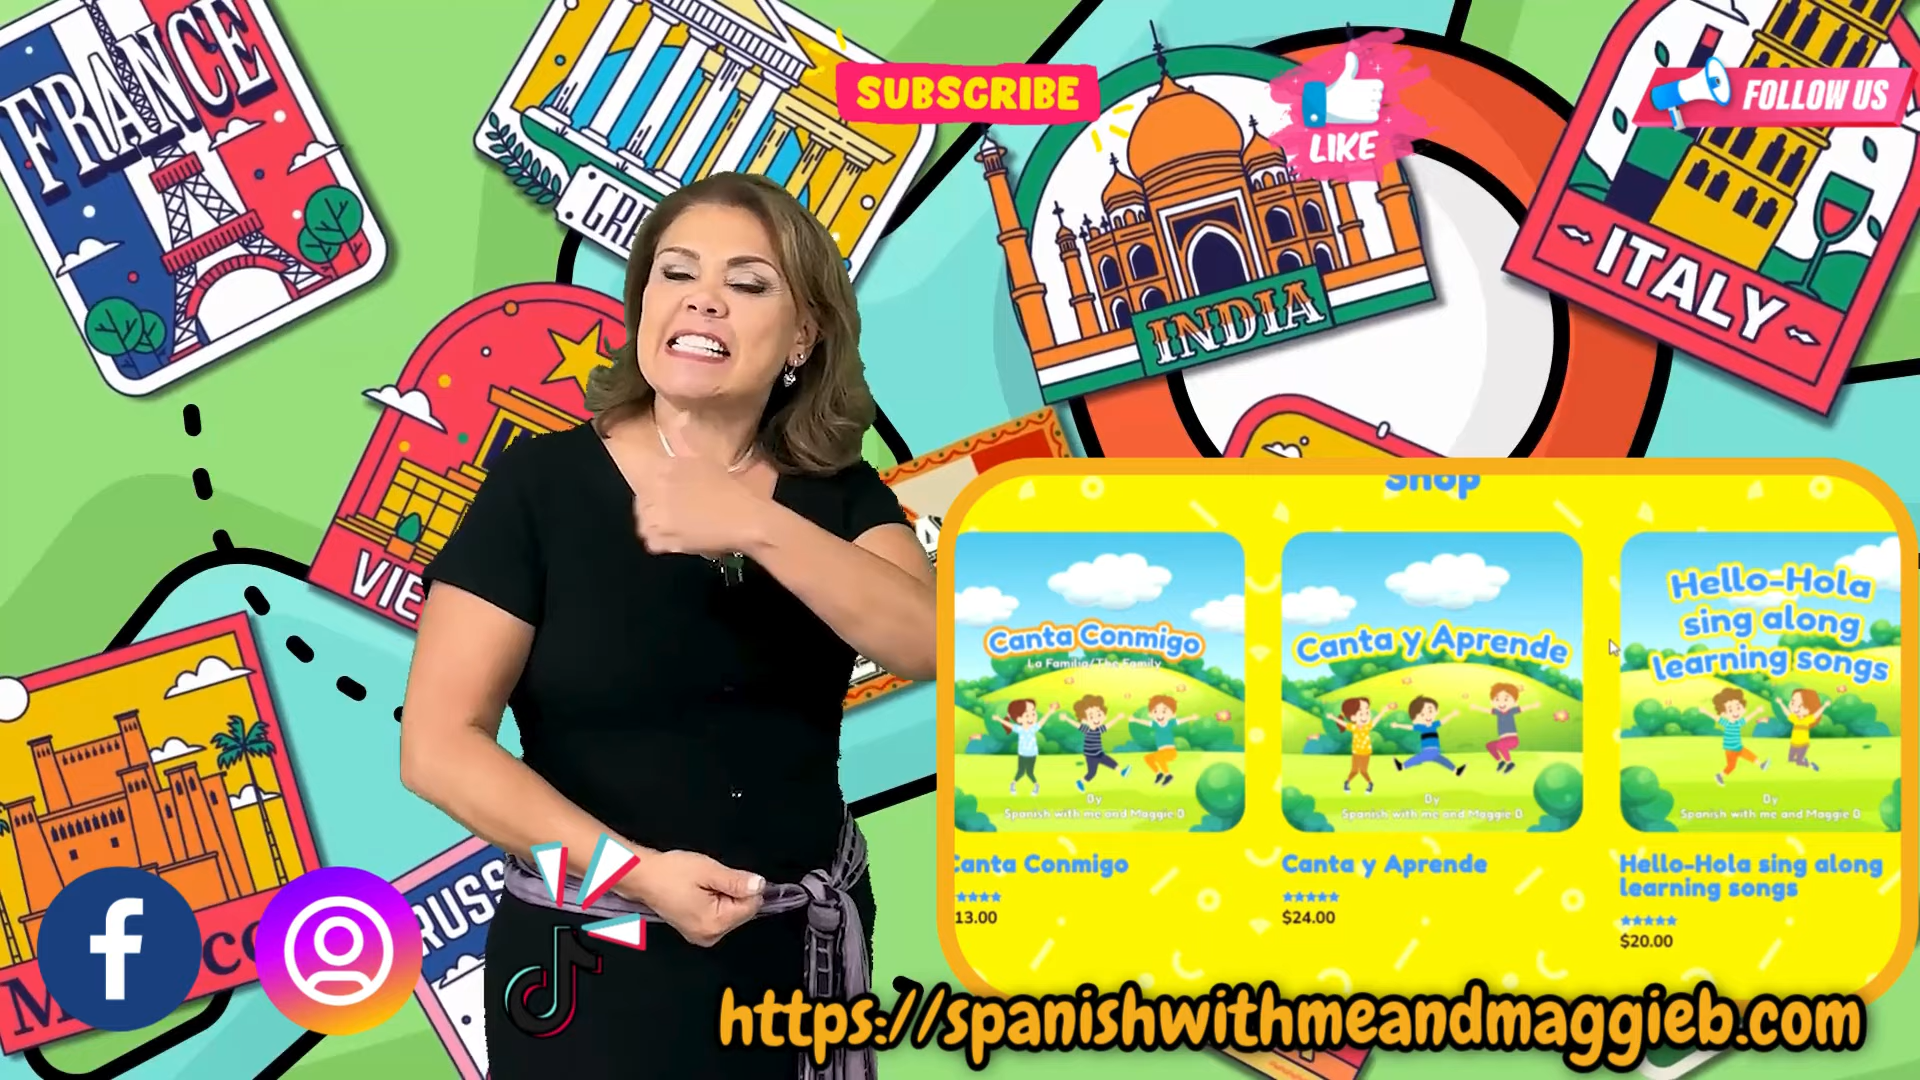 FRANCE
SUBSCRIBE
LIKE
FOLLOW US
GRE
INDIA
ITALY
VIE
RUSS
M
CO
Shop
Canta Conmigo
La Familia/The Family
By
Spanish with me and Maggie B
Canta Conmigo
13.00
Canta y Aprende
By
Spanish with me and Maggie B
Canta y Aprende
$24.00
Hello-Hola
sing along
learning songs
By
Spanish with me and Maggie B
Hello-Hola sing along
learning songs
$20.00
https://spanishwithmeandmaggieb.com